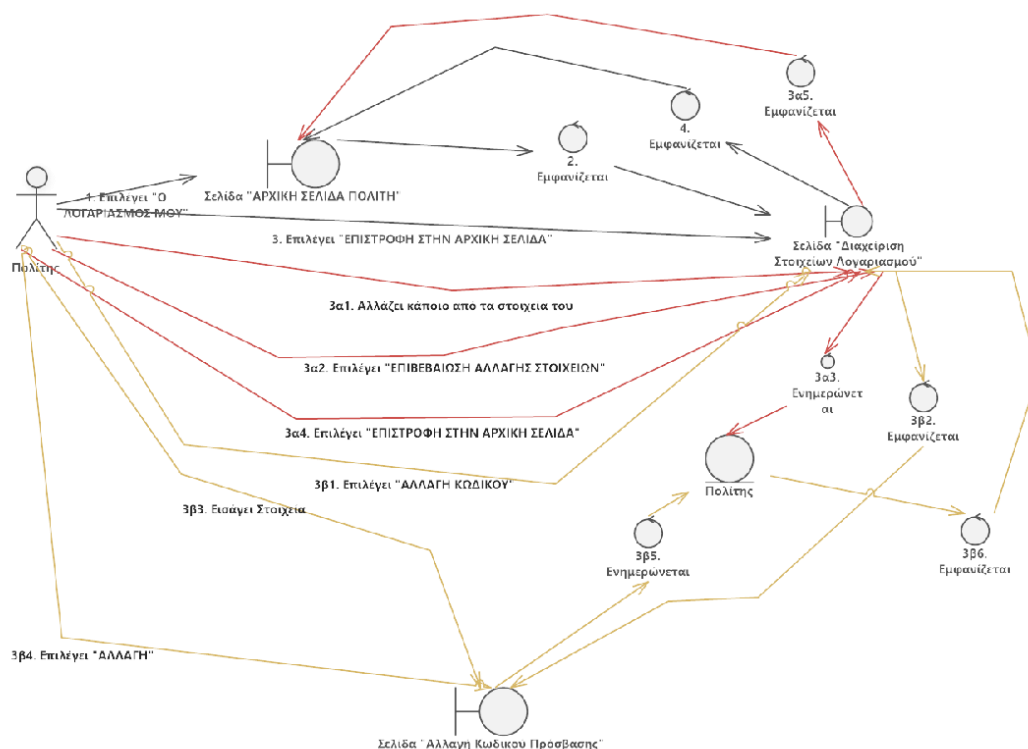 3α5.
Εμφανίζεται
4.
Εμφανίζεται
2.
Εμφανίζεται
1. Επιλέγει "Ο
ΛΟΓΑΡΙΑΣΜΟΣ ΜΟΥ"
Σελίδα "ΑΡΧΙΚΗ ΣΕΛΙΔΑ ΠΟΛΙΤΗ"
3. Επιλέγει "ΕΠΙΣΤΡΟΦΗ ΣΤΗΝ ΑΡΧΙΚΗ ΣΕΛΙΔΑ"
Σελίδα "Διαχείριση
Στοιχείων Λογαριασμού"
Πολίτης
3α1. Αλλάζει κάποιο από τα στοιχεία του
3α2. Επιλέγει "ΕΠΙΒΕΒΑΙΩΣΗ ΑΛΛΑΓΗΣ ΣΤΟΙΧΕΙΩΝ"
3α3.
Ενημερώνετ
αι
3β2.
Εμφανίζεται
3α4. Επιλέγει "ΕΠΙΣΤΡΟΦΗ ΣΤΗΝ ΑΡΧΙΚΗ ΣΕΛΙΔΑ"
3β1. Επιλέγει "ΑΛΛΑΓΗ ΚΩΔΙΚΟΥ"
Πολίτης
3β3. Εισάγει Στοιχεία
3β5.
Ενημερώνεται
3β6.
Εμφανίζεται
3β4. Επιλέγει "ΑΛΛΑΓΗ"
Σελίδα "Αλλαγή Κωδικού Πρόσβασης"